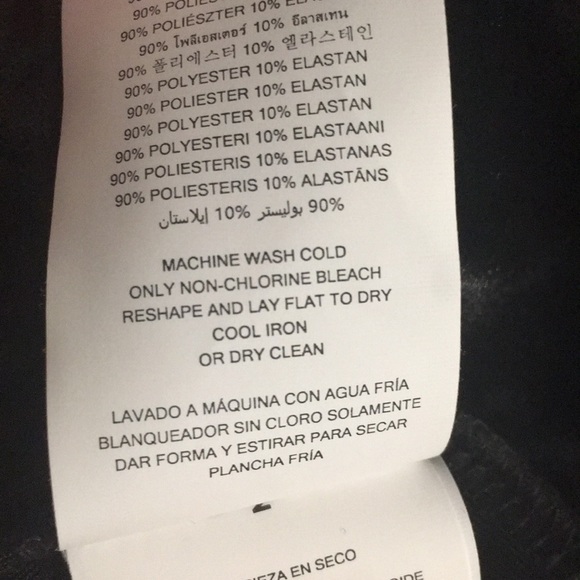 90% POLIÉSZTER 10%
90% โพลีเอสเตอร์ 10% อีลาสเทน
90% 폴리에스터 10% 엘라스테인
90% POLYESTER 10% ELASTAN
90% POLIESTER 10% ELASTAN
90% POLYESTER 10% ELASTAN
90% POLYESTERI 10% ELASTAANI
90% POLIESTERIS 10% ELASTANAS
90% POLIESTERIS 10% ALASTĀNS
90% بوليستر 10% إيلاستان
MACHINE WASH COLD
ONLY NON-CHLORINE BLEACH
RESHAPE AND LAY FLAT TO DRY
COOL IRON
OR DRY CLEAN
LAVADO A MÁQUINA CON AGUA FRÍA
BLANQUEADOR SIN CLORO SOLAMENTE
DAR FORMA Y ESTIRAR PARA SECAR
PLANCHA FRÍA
EN SECO